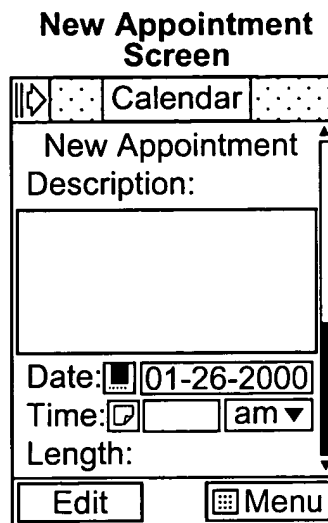 New Appointment
Screen
Calendar
New Appointment
Description:
Date: 01-26-2000
Time: am
Length:
Edit Menu